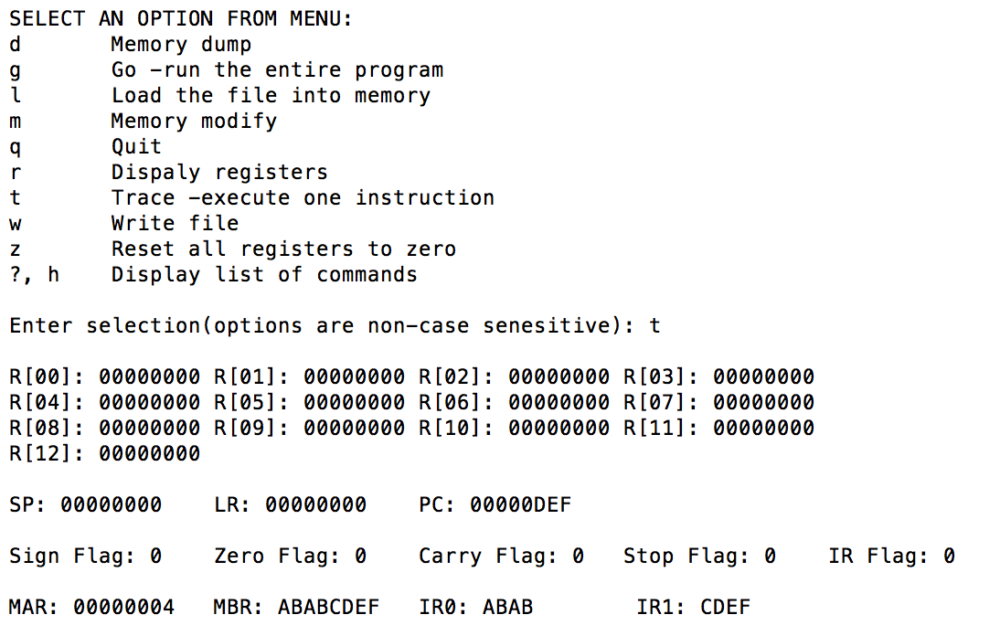 SELECT AN OPTION FROM MENU:
d       Memory dump
g       Go -run the entire program
l       Load the file into memory
m       Memory modify
q       Quit
r       Dispaly registers
t       Trace -execute one instruction
w       Write file
z       Reset all registers to zero
?, h    Display list of commands
Enter selection(options are non-case senesitive): t
R[00]: 00000000 R[01]: 00000000 R[02]: 00000000 R[03]: 00000000
R[04]: 00000000 R[05]: 00000000 R[06]: 00000000 R[07]: 00000000
R[08]: 00000000 R[09]: 00000000 R[10]: 00000000 R[11]: 00000000
R[12]: 00000000
SP: 00000000    LR: 00000000    PC: 00000DEF
Sign Flag: 0    Zero Flag: 0    Carry Flag: 0   Stop Flag: 0    IR Flag: 0
MAR: 00000004   MBR: ABABCDEF   IR0: ABAB        IR1: CDEF